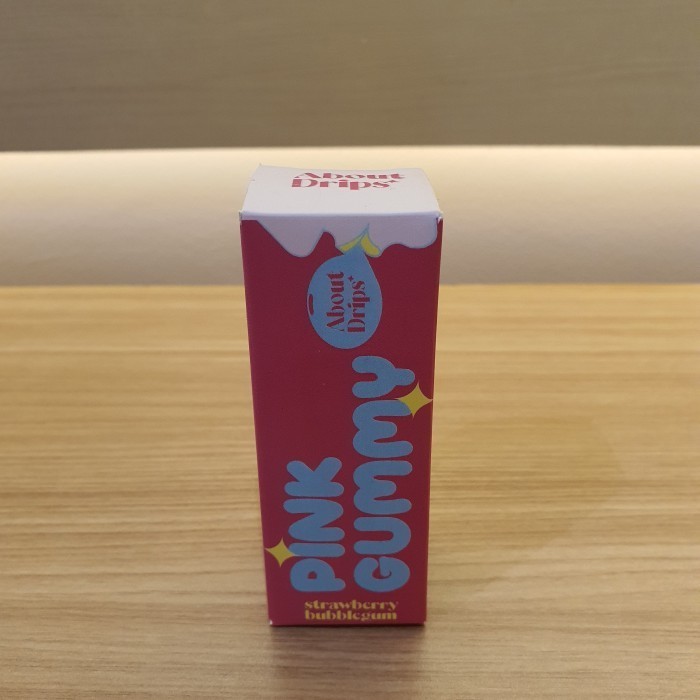 About
Drips
About
Drips
PINK
GUMMY
strawberry
bubblegum